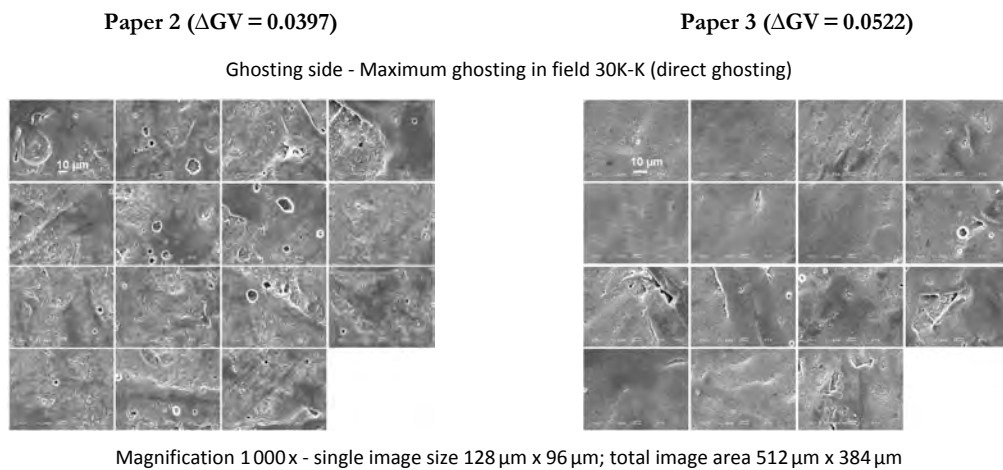 Paper 2 (ΔGV = 0.0397)
Paper 3 (ΔGV = 0.0522)
Ghosting side - Maximum ghosting in field 30K-K (direct ghosting)
10 µm
10 µm
Magnification 1000 x - single image size 128 µm x 96 µm; total image area 512 µm x 384 µm